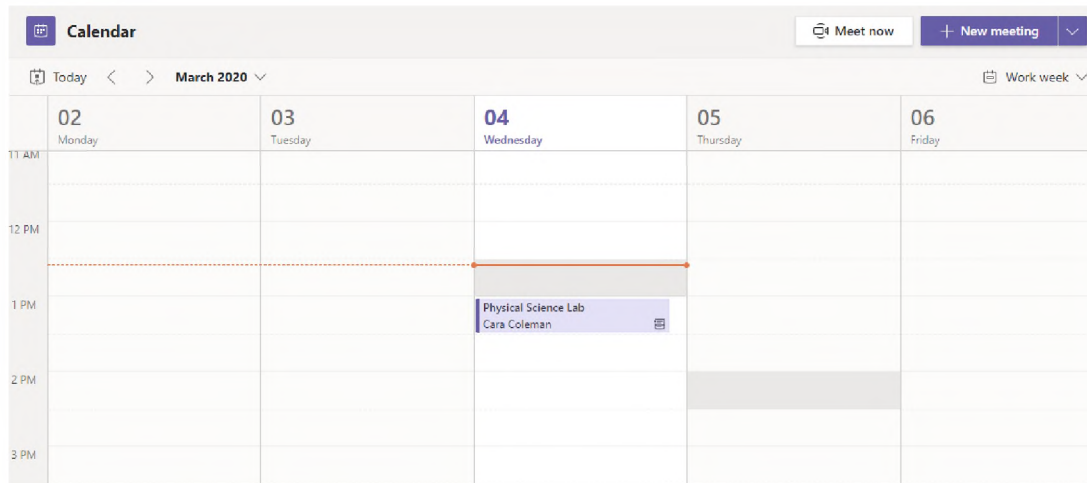 Calendar
Meet now
New meeting
Today
March 2020
Work week
02
Monday
03
Tuesday
04
Wednesday
05
Thursday
06
Friday
11 AM
12 PM
1 PM
Physical Science Lab
Cara Coleman
2 PM
3 PM